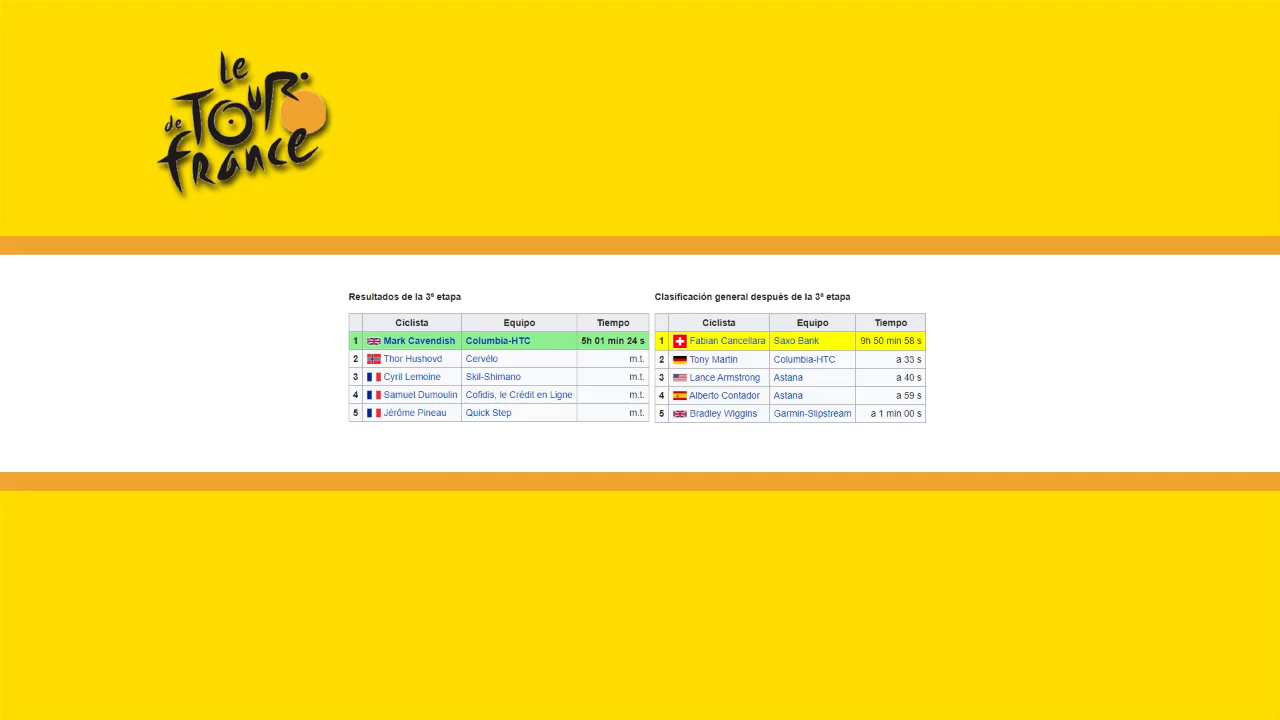 Le
de TOUR
france
Resultados de la 3ª etapa
Ciclista Equipo Tiempo
1 Mark Cavendish Columbia-HTC 5h 01 min 24 s
2 Thor Hushovd Cervélo m.t.
3 Cyril Lemoine Skil-Shimano m.t.
4 Samuel Dumoulin Cofidis, le Crédit en Ligne m.t.
5 Jérôme Pineau Quick Step m.t.
Clasificación general después de la 3ª etapa
Ciclista Equipo Tiempo
1 Fabian Cancellara Saxo Bank 9h 50 min 58 s
2 Tony Martin Columbia-HTC a 33 s
3 Lance Armstrong Astana a 40 s
4 Alberto Contador Astana a 59 s
5 Bradley Wiggins Garmin-Slipstream a 1 min 00 s